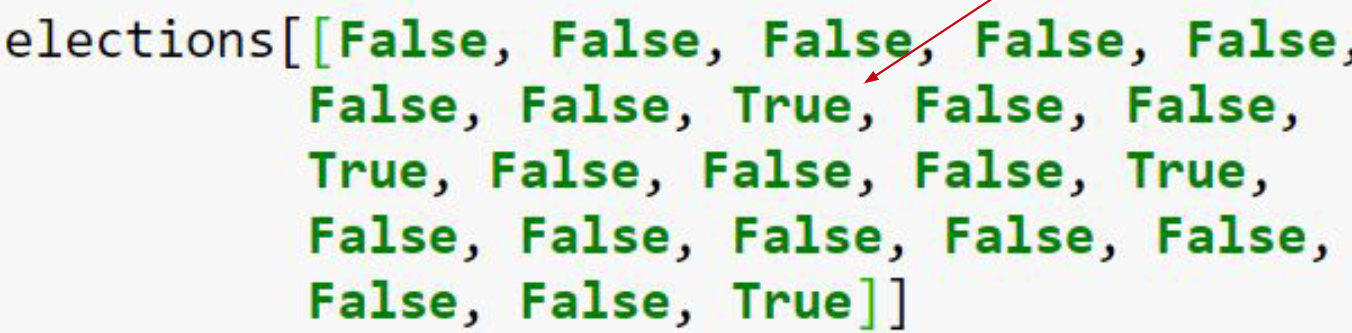 elections[[False, False, False, False, False,
False, False, True, False, False,
True, False, False, False, True,
False, False, False, False, False,
False, False, True]]